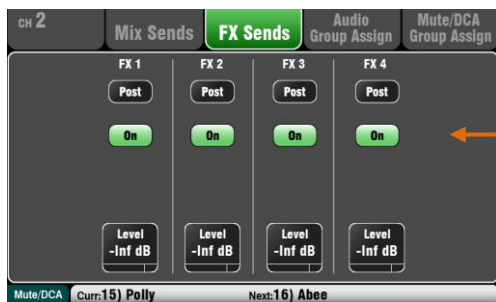 CH 2
Mix Sends
FX Sends
Audio
Group Assign
Mute/DCA
Group Assign
FX 1 FX 2 FX 3 FX 4
Post Post Post Post
On On On On
Level Level Level Level
-Inf dB -Inf dB -Inf dB -Inf dB
Mute/DCA Curr:15) Polly Next:16) Abee